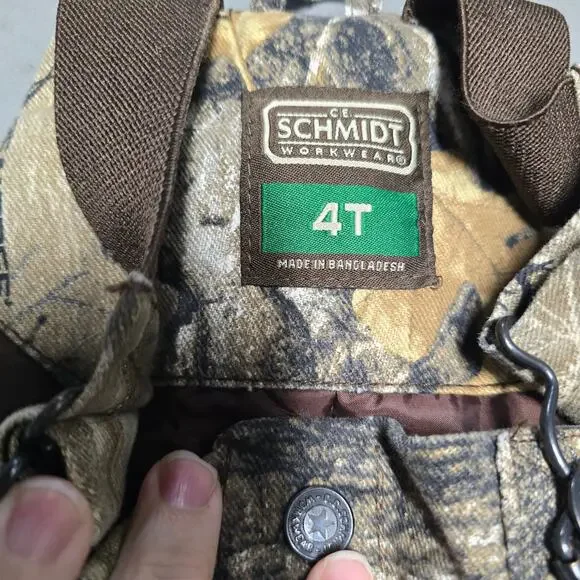 C.E.
SCHMIDT
WORKWEAR®
4T
MADE IN BANGLADESH